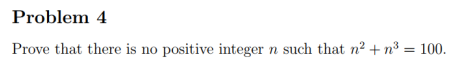 Problem 4
Prove that there is no positive integer n such that n² + n³ = 100.